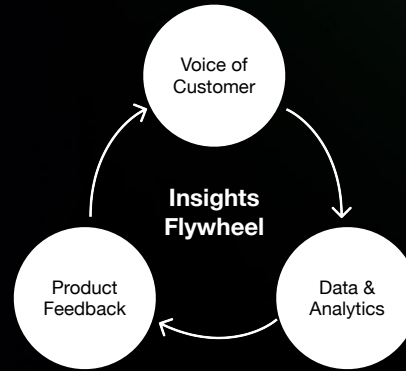 Voice of
Customer
Insights
Flywheel
Product
Feedback
Data &
Analytics